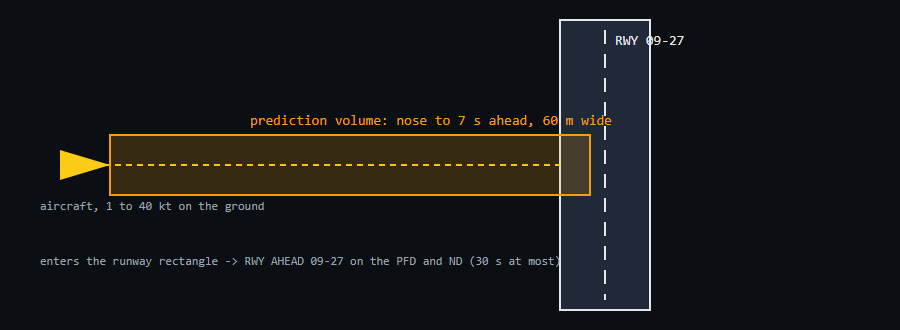 RWY 09-27
prediction volume: nose to 7 s ahead, 60 m wide
aircraft, 1 to 40 kt on the ground
enters the runway rectangle -> RWY AHEAD 09-27 on the PFD and ND (30 s at most)